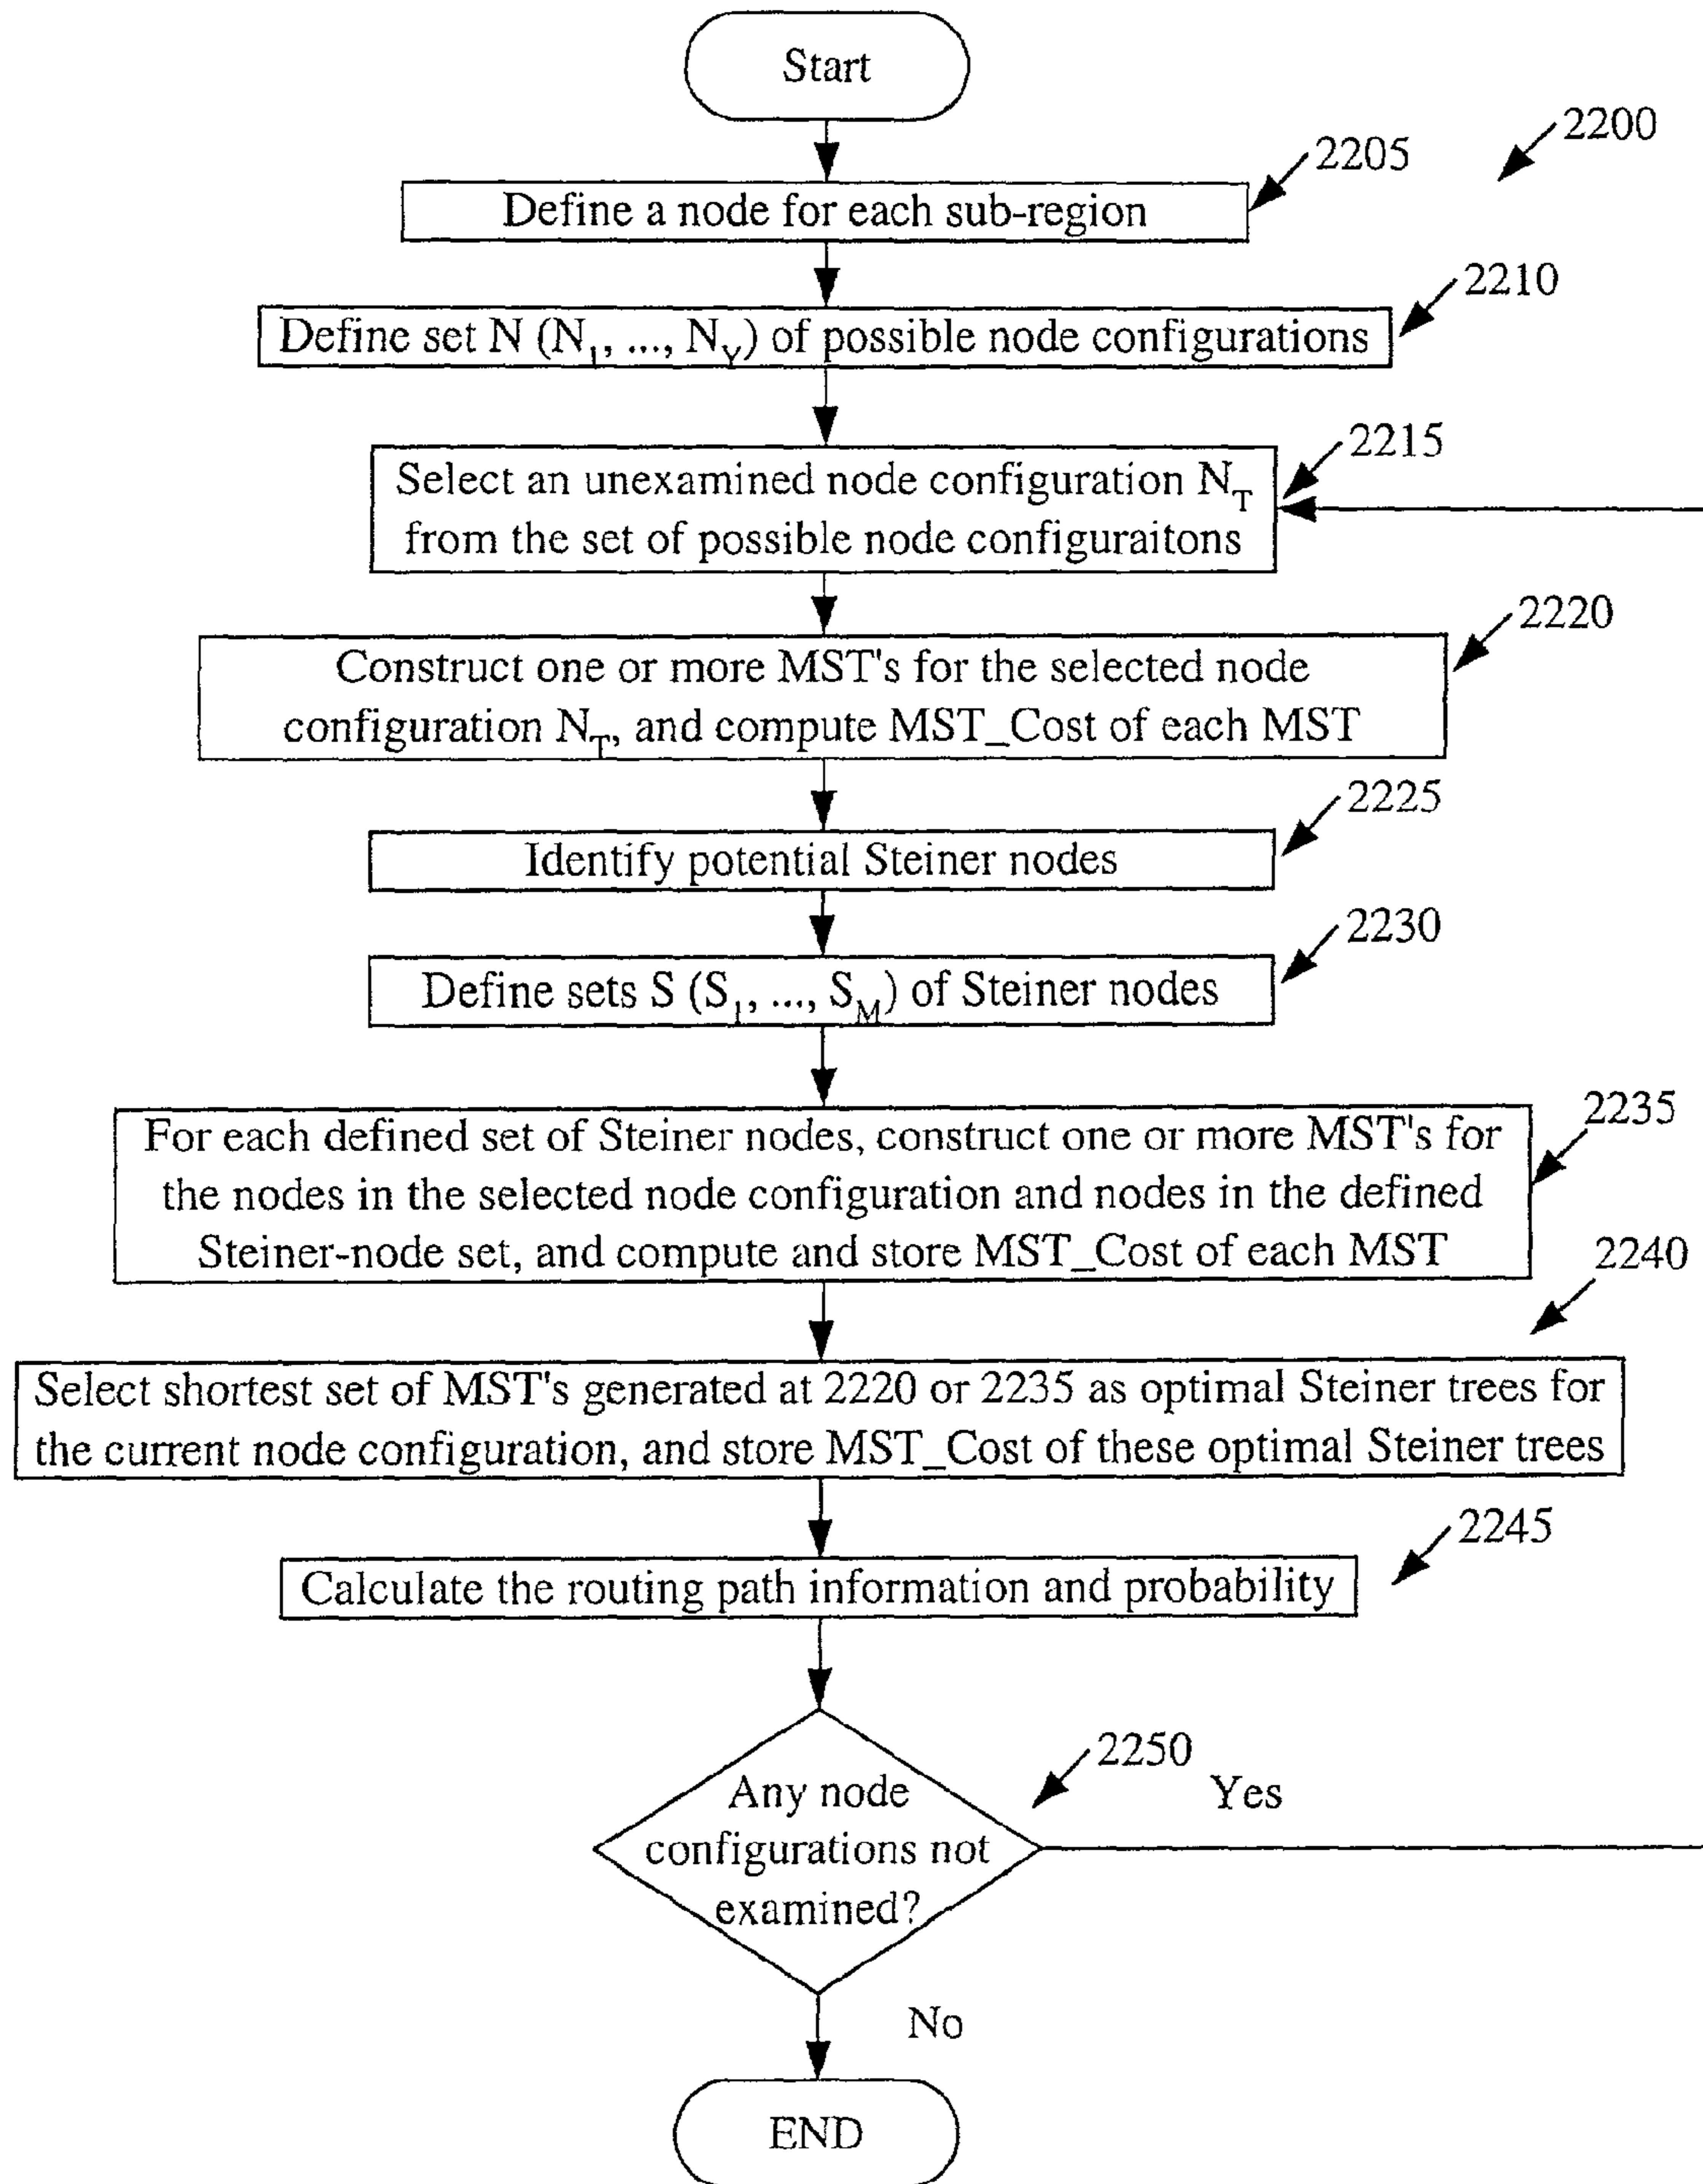 Start
2200
2205
Define a node for each sub-region
2210
Define set N (N1, ..., NY) of possible node configurations
2215
Select an unexamined node configuration NT
from the set of possible node configuraitons
2220
Construct one or more MST's for the selected node
configuration NT, and compute MST_Cost of each MST
2225
Identify potential Steiner nodes
2230
Define sets S (S1, ..., SM) of Steiner nodes
2235
For each defined set of Steiner nodes, construct one or more MST's for
the nodes in the selected node configuration and nodes in the defined
Steiner-node set, and compute and store MST_Cost of each MST
2240
Select shortest set of MST's generated at 2220 or 2235 as optimal Steiner trees for
the current node configuration, and store MST_Cost of these optimal Steiner trees
2245
Calculate the routing path information and probability
2250
Any node
configurations not
examined?
Yes
No
END